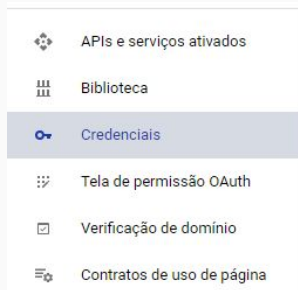 APIs e serviços ativados
Biblioteca
Credenciais
Tela de permissão OAuth
Verificação de domínio
Contratos de uso de página